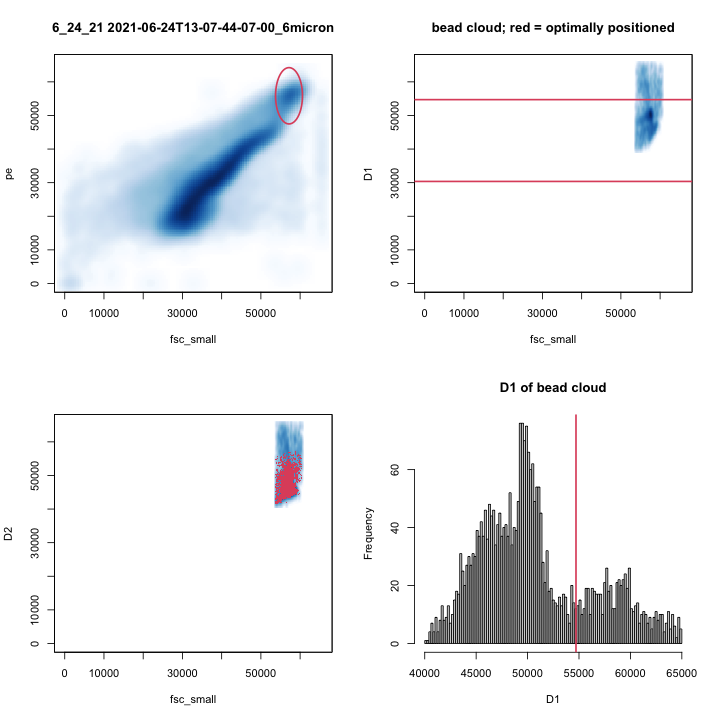 6_24_21 2021-06-24T13-07-44-07-00_6micron
pe
0 10000 30000 50000
0 10000 30000 50000
fsc_small
bead cloud; red = optimally positioned
D1
0 10000 30000 50000
0 10000 30000 50000
fsc_small
D2
0 10000 30000 50000
0 10000 30000 50000
fsc_small
D1 of bead cloud
Frequency
0 20 40 60
40000 45000 50000 55000 60000 65000
D1